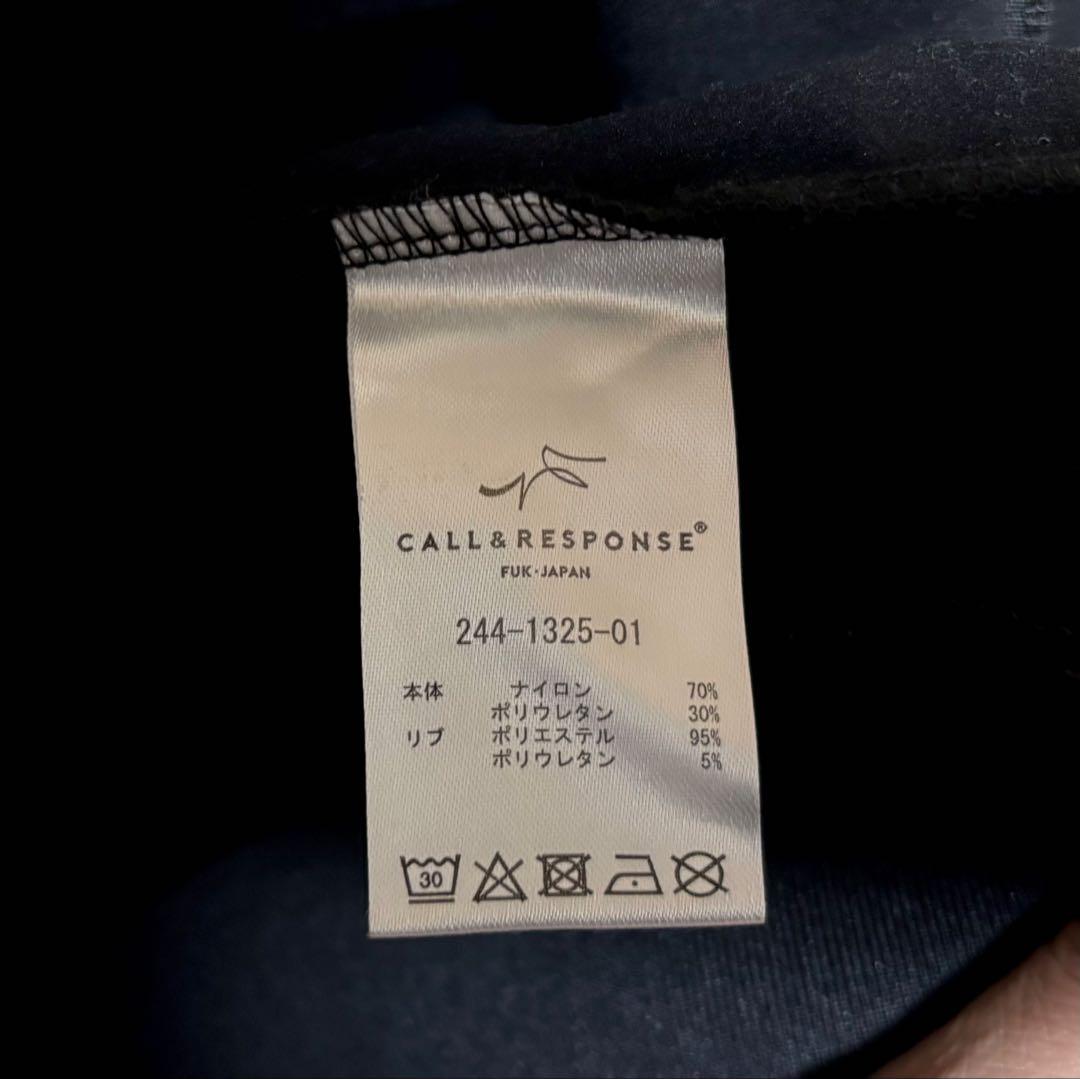 CALL & RESPONSE®
FUK・JAPAN
244-1325-01
本体 ナイロン 70%
ポリウレタン 30%
リブ ポリエステル 95%
ポリウレタン 5%
30